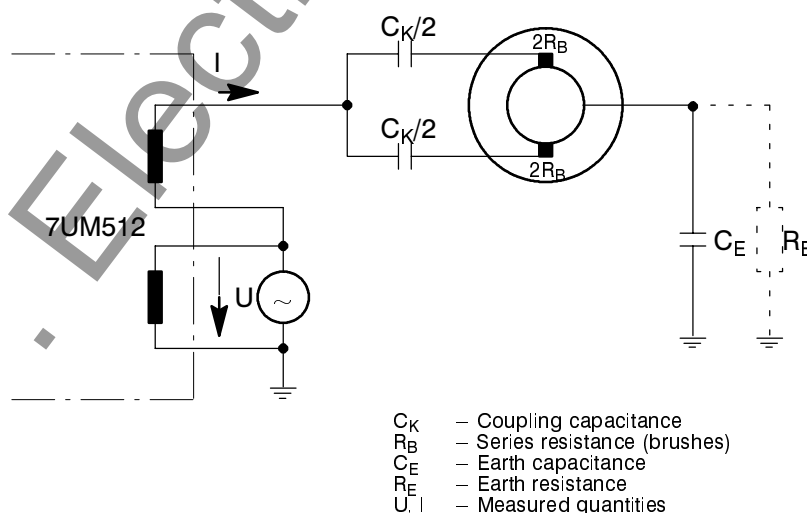 . Electr
C_K/2
2R_B
I
C_K/2
2R_B
7UM512
U
~
C_E
R_E
C_K – Coupling capacitance
R_B – Series resistance (brushes)
C_E – Earth capacitance
R_E – Earth resistance
U, I – Measured quantities